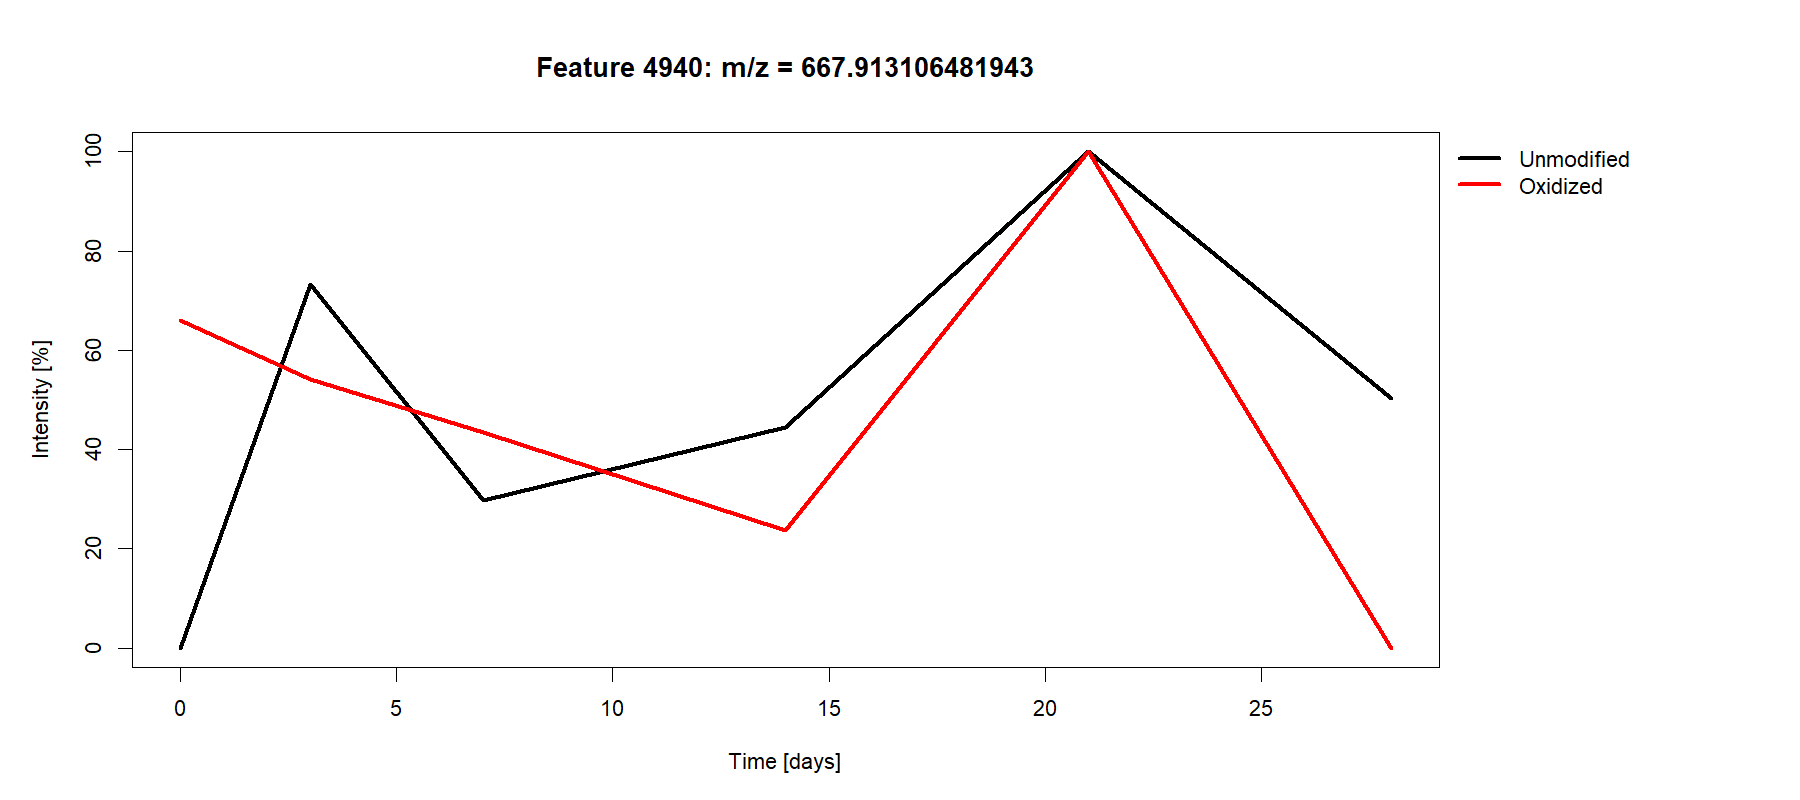 Feature 4940: m/z = 667.913106481943
Unmodified
Oxidized
Intensity [%]
100
80
60
40
20
0
0 5 10 15 20 25
Time [days]